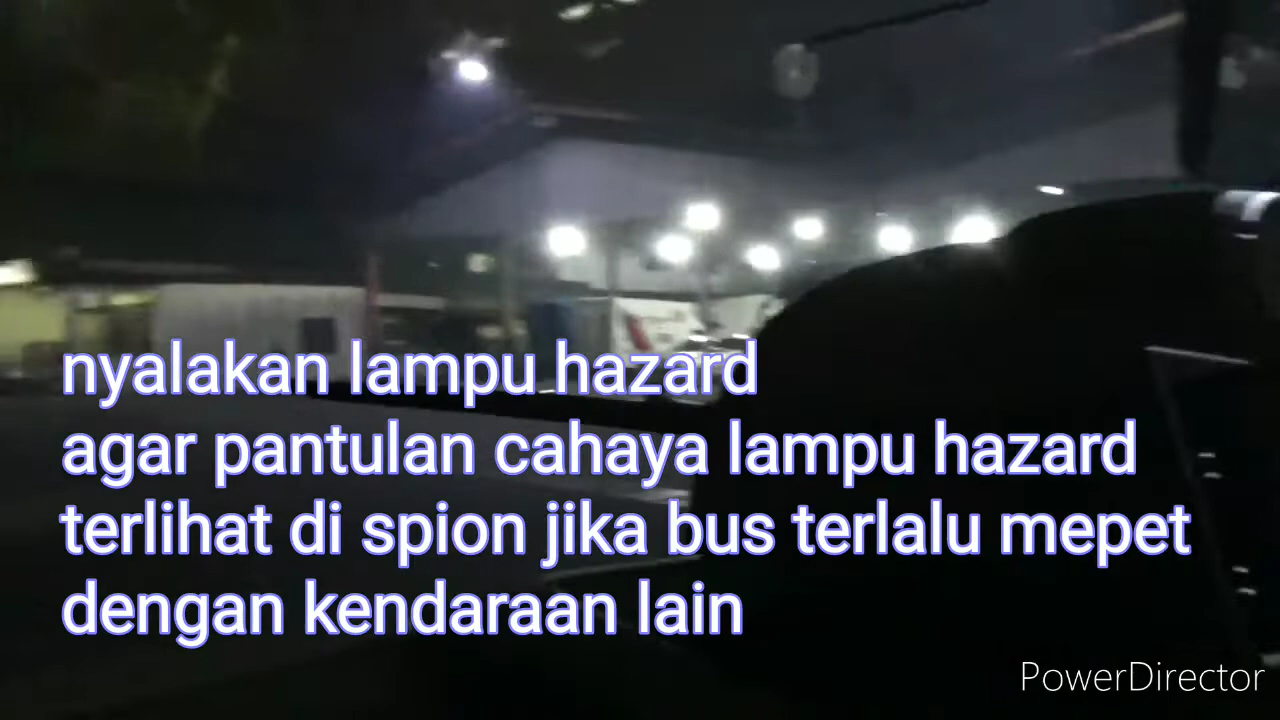 nyalakan lampu hazard
agar pantulan cahaya lampu hazard
terlihat di spion jika bus terlalu mepet
dengan kendaraan lain
PowerDirector